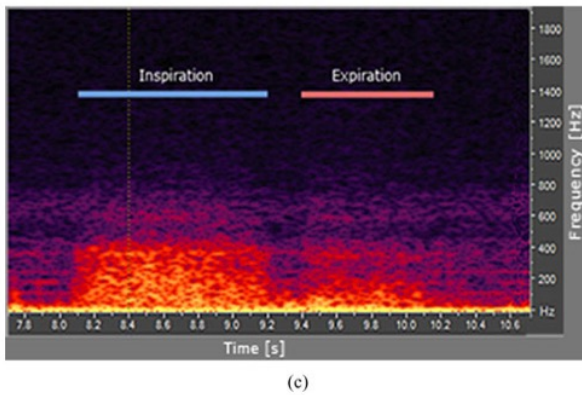 Inspiration Expiration
1800
1600
1400
1200
1000
800
600
400
200
Hz
Frequency [Hz]
7.8 8.0 8.2 8.4 8.6 8.8 9.0 9.2 9.4 9.6 9.8 10.0 10.2 10.4 10.6
Time [s]
(c)